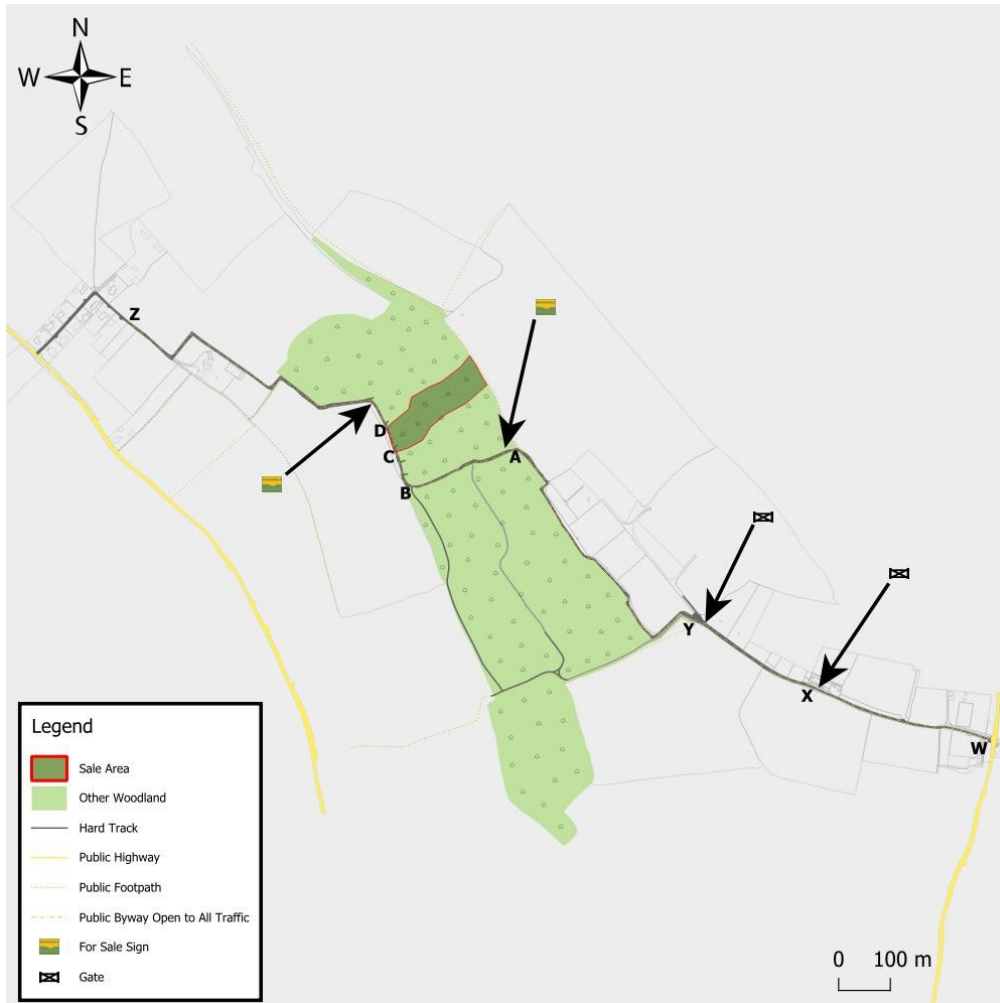 N
W E
S
Z
D
C
A
B
Y
X
W
Legend
Sale Area
Other Woodland
Hard Track
Public Highway
Public Footpath
Public Byway Open to All Traffic
For Sale Sign
Gate
0 100 m